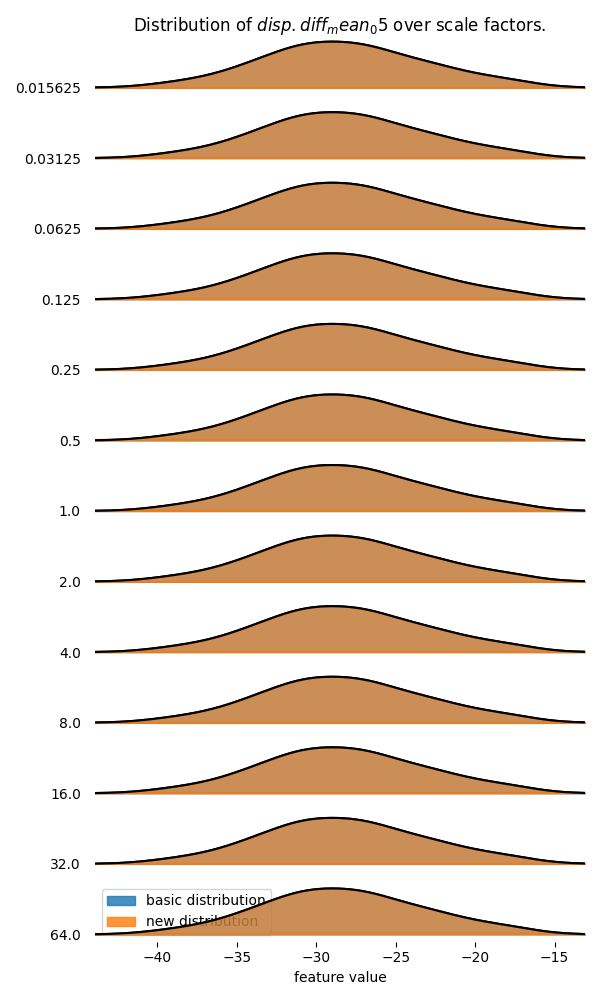 Distribution of disp.diff_mean_05 over scale factors.
0.015625
0.03125
0.0625
0.125
0.25
0.5
1.0
2.0
4.0
8.0
16.0
32.0
basic distribution
new distribution
64.0
−40 −35 −30 −25 −20 −15
feature value